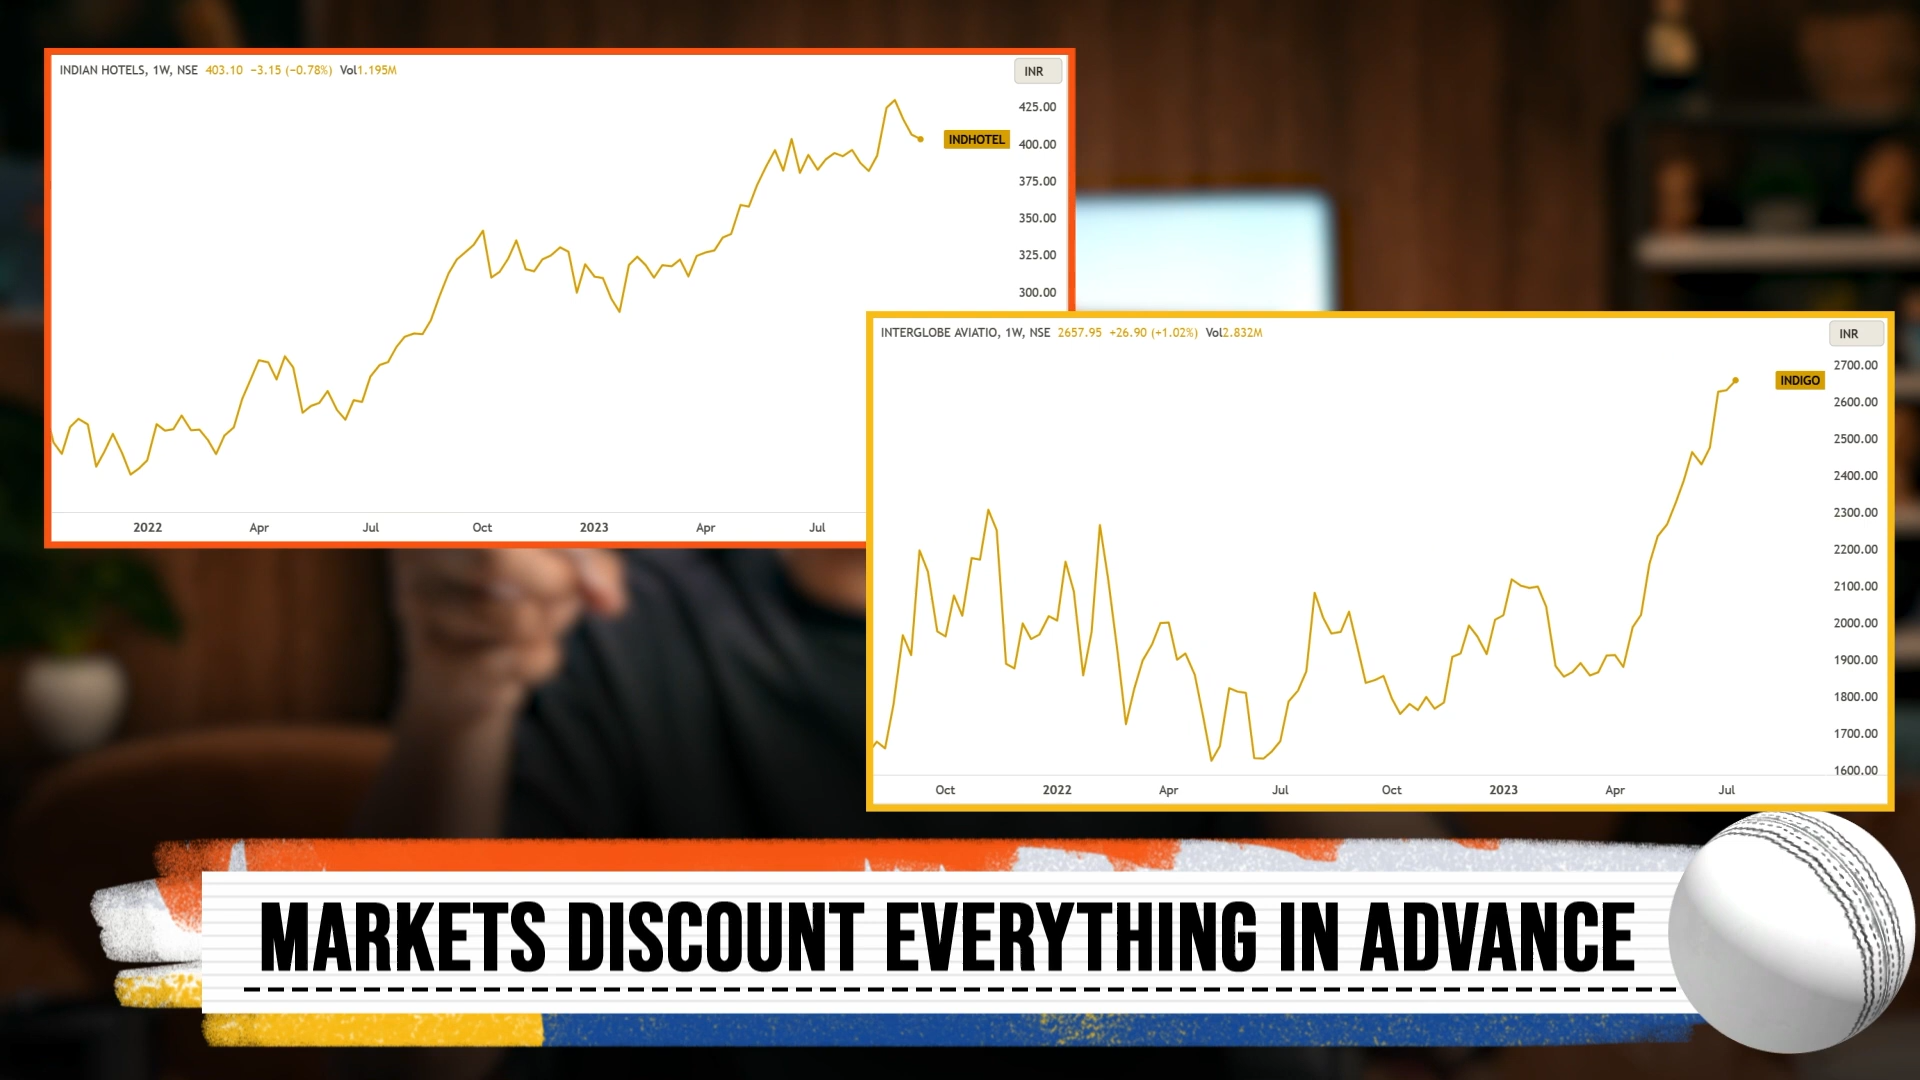 INDIAN HOTELS, 1W, NSE 403.10 −3.15 (−0.78%) Vol1.195M
INR
425.00
INDHOTEL
400.00
375.00
350.00
325.00
300.00
2022 Apr Jul Oct 2023 Apr Jul
INTERGLOBE AVIATIO, 1W, NSE 2657.95 +26.90 (+1.02%) Vol2.832M
INR
2700.00
INDIGO
2600.00
2500.00
2400.00
2300.00
2200.00
2100.00
2000.00
1900.00
1800.00
1700.00
1600.00
Oct 2022 Apr Jul Oct 2023 Apr Jul
MARKETS DISCOUNT EVERYTHING IN ADVANCE